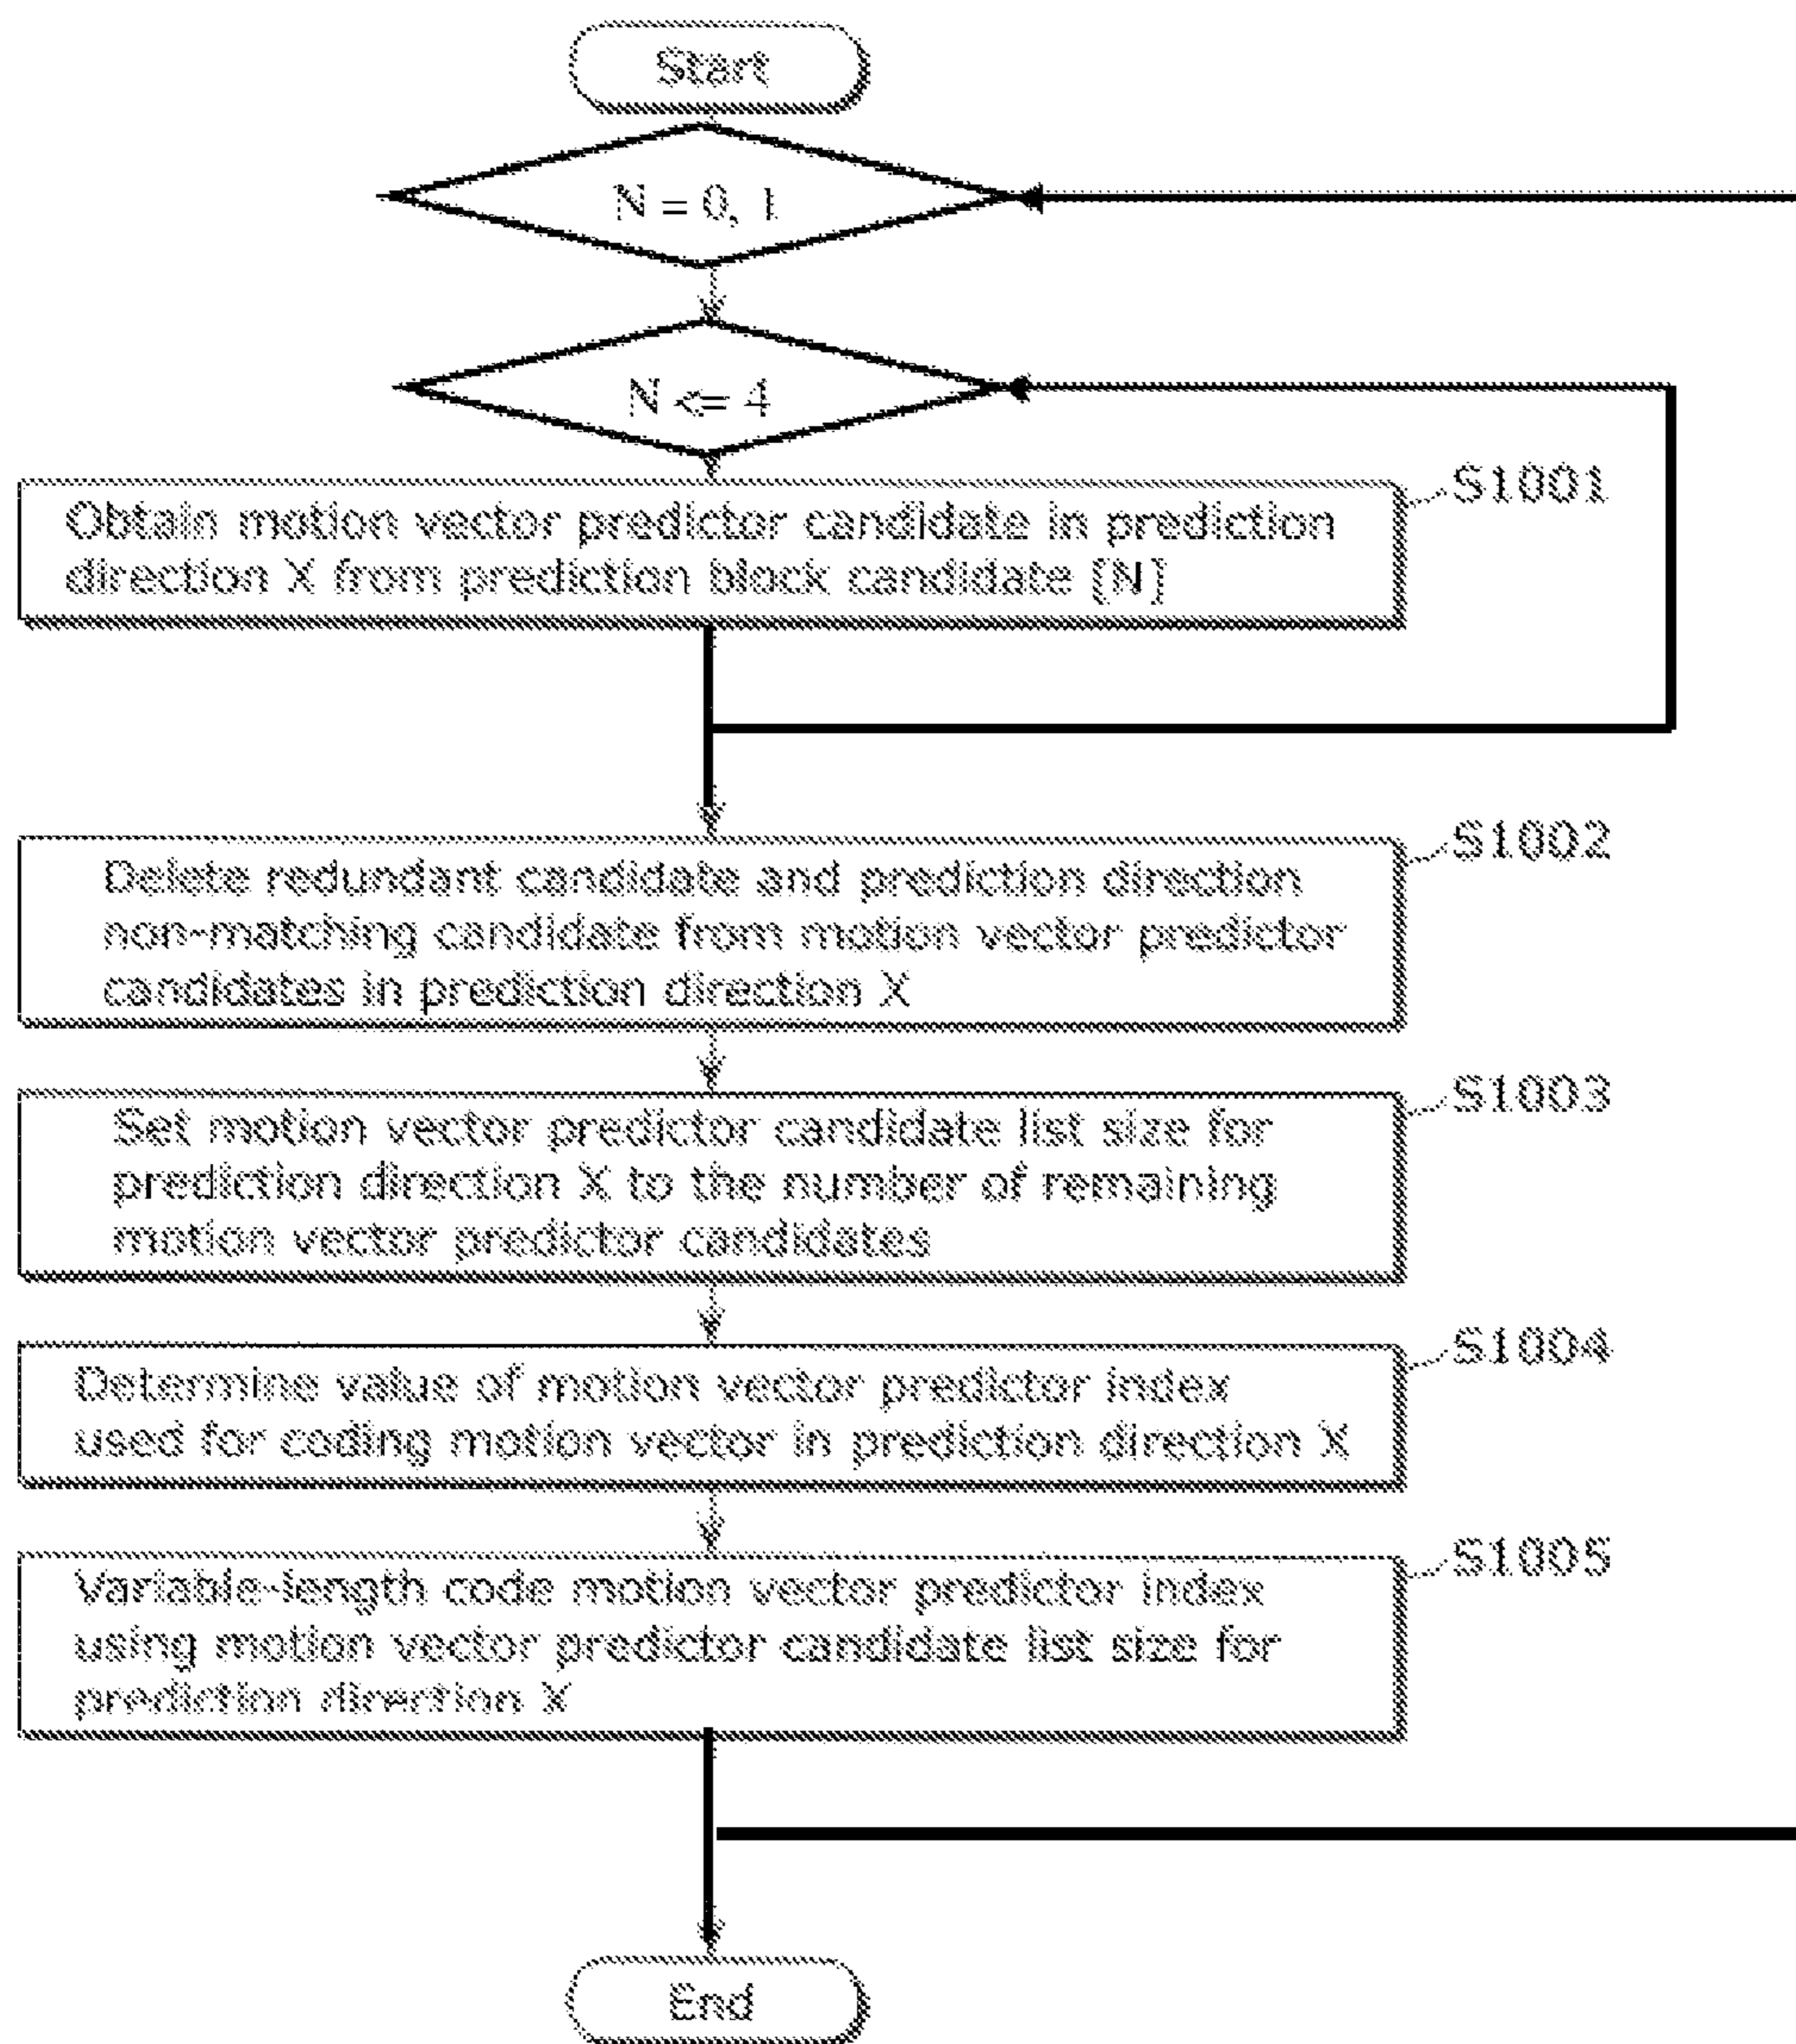 Start
N = 0, 1
N <= 4
S1001
Obtain motion vector predictor candidate in prediction
direction X from prediction block candidate [N]
S1002
Delete redundant candidate and prediction direction
non-matching candidate from motion vector predictor
candidates in prediction direction X
S1003
Set motion vector predictor candidate list size for
prediction direction X to the number of remaining
motion vector predictor candidates
S1004
Determine value of motion vector predictor index
used for coding motion vector in prediction direction X
S1005
Variable-length code motion vector predictor index
using motion vector predictor candidate list size for
prediction direction X
End